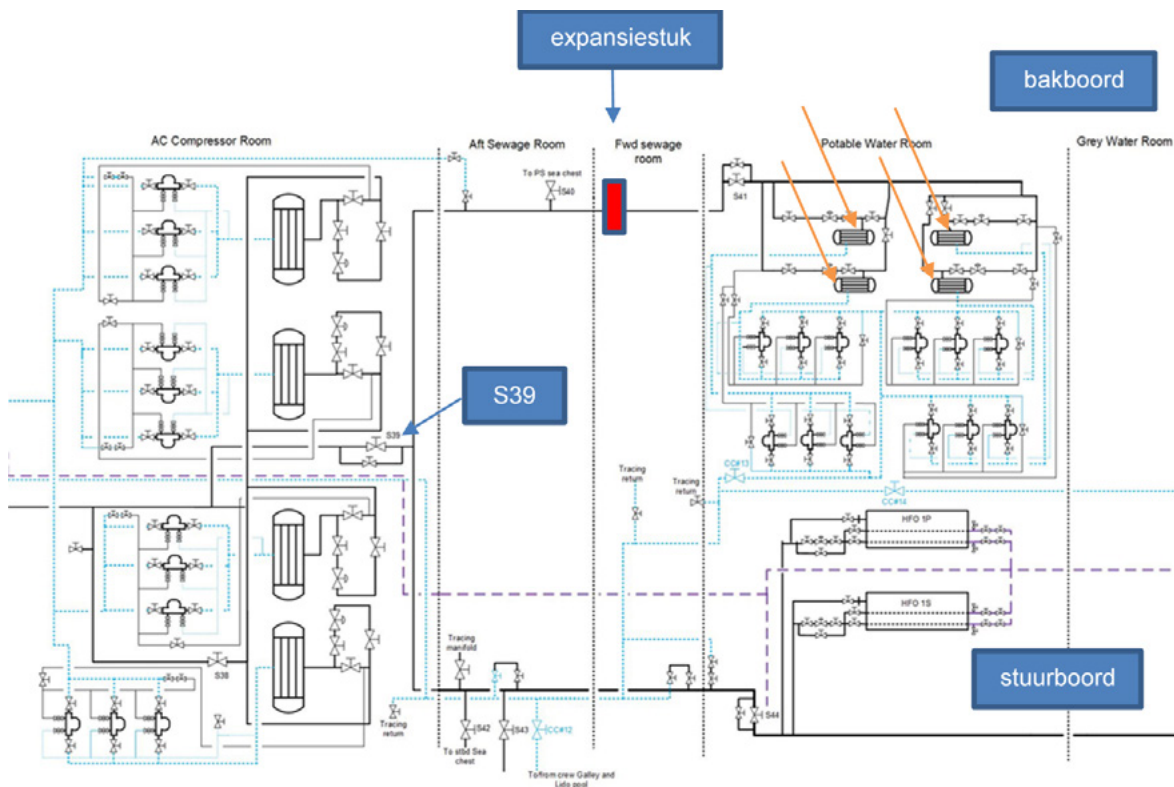 expansiestuk
bakboord
AC Compressor Room
Aft Sewage Room
Fwd sewage
room
Potable Water Room
Grey Water Room
To PS sea chest
S40
S41
S39
S39
Tracing
return
Tracing
return
CC#13
CC#14
HFO 1P
HFO 1S
S38
Tracing
manifold
Tracing
return
S42
S43
CC#12
S44
stuurboord
To stbd Sea
chest
To/from crew Galley and
Lido pool